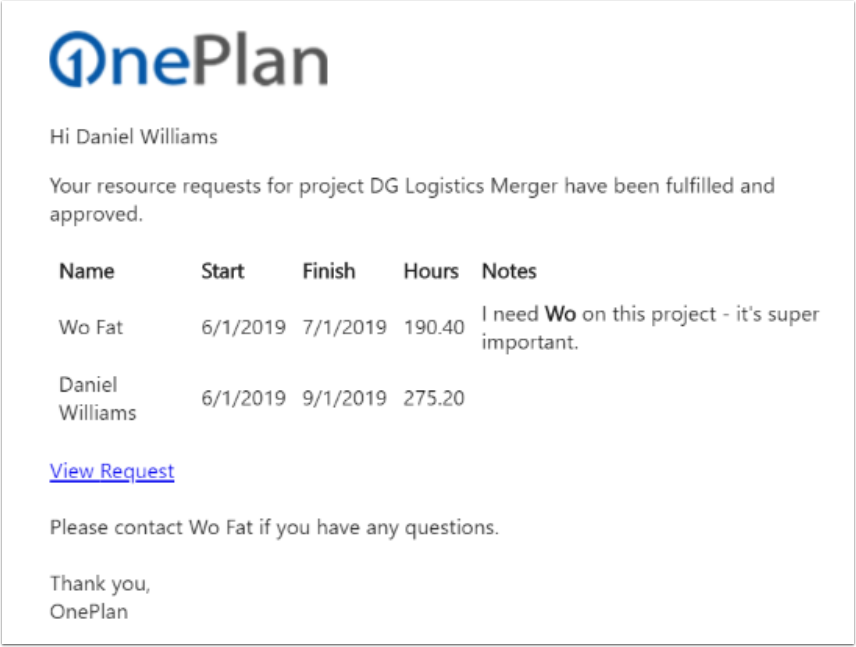 OnePlan
Hi Daniel Williams
Your resource requests for project DG Logistics Merger have been fulfilled and
approved.
Name Start Finish Hours Notes
Wo Fat 6/1/2019 7/1/2019 190.40 I need Wo on this project - it's super
important.
Daniel
Williams 6/1/2019 9/1/2019 275.20
View Request
Please contact Wo Fat if you have any questions.
Thank you,
OnePlan